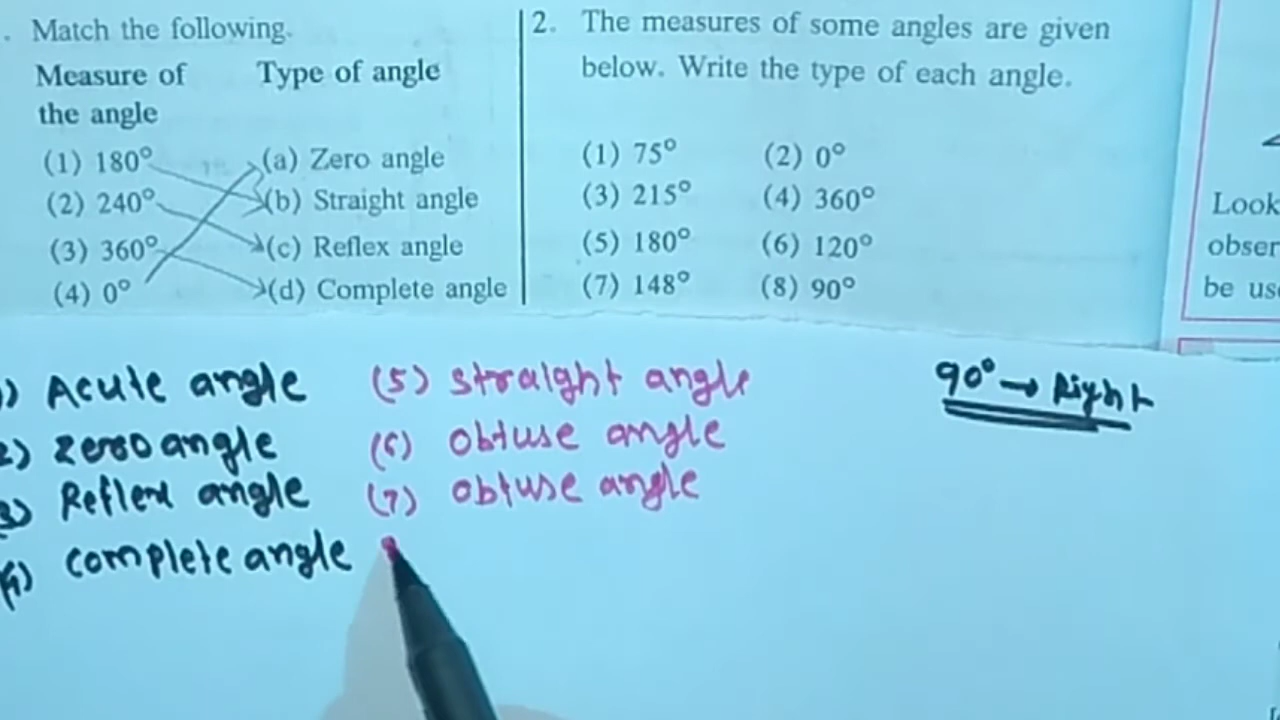 . Match the following.
Measure of the angle
Type of angle
(1) 180°
(a) Zero angle
(2) 240°
(b) Straight angle
(3) 360°
(c) Reflex angle
(4) 0°
(d) Complete angle
2. The measures of some angles are given
below. Write the type of each angle.
(1) 75° (2) 0°
(3) 215° (4) 360°
(5) 180° (6) 120°
(7) 148° (8) 90°
Look
obser
be us
) Acute angle
2) zero angle
3) Reflex angle
(4) complete angle
(5) straight angle
(6) obtuse angle
(7) obtuse angle
90° → Right